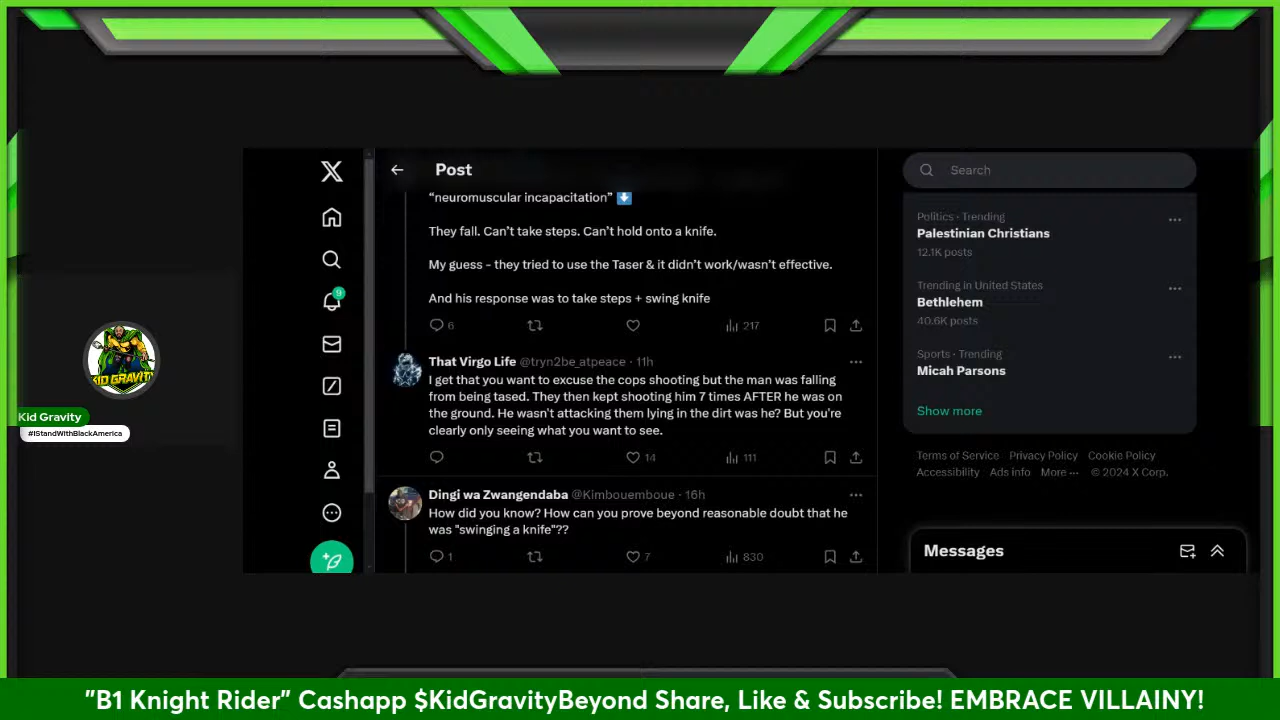 Post
"neuromuscular incapacitation" ⬇
They fall. Can't take steps. Can't hold onto a knife.
My guess - they tried to use the Taser & it didn't work/wasn't effective.
And his response was to take steps + swing knife
6
217
That Virgo Life @tryn2be_atpeace · 11h
I get that you want to excuse the cops shooting but the man was falling
from being tased. They then kept shooting him 7 times AFTER he was on
the ground. He wasn't attacking them lying in the dirt was he? But you're
clearly only seeing what you want to see.
14
111
Dingi wa Zwangendaba @Kimbouemboue · 16h
How did you know? How can you prove beyond reasonable doubt that he
was "swinging a knife"??
1
7
830
9
Search
Politics · Trending
Palestinian Christians
12.1K posts
Trending in United States
Bethlehem
40.6K posts
Sports · Trending
Micah Parsons
Show more
Terms of Service Privacy Policy Cookie Policy
Accessibility Ads info More ··· © 2024 X Corp.
Messages
KID GRAVITY
Kid Gravity
#IStandWithBlackAmerica
"B1 Knight Rider" Cashapp $KidGravityBeyond Share, Like & Subscribe! EMBRACE VILLAINY!